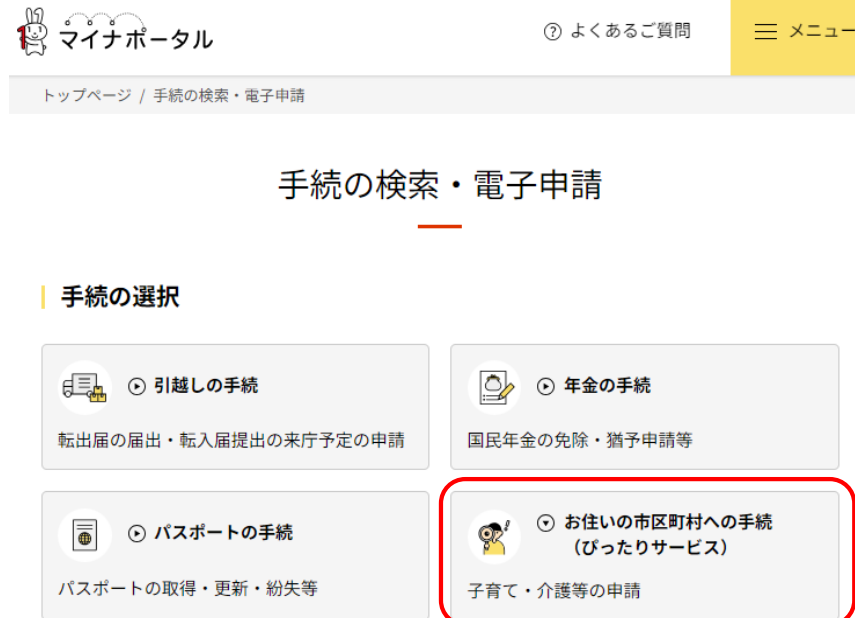 マイナポータル
よくあるご質問
メニュー
トップページ / 手続の検索・電子申請
手続の検索・電子申請
手続の選択
引越しの手続
転出届の届出・転入届提出の来庁予定の申請
年金の手続
国民年金の免除・猶予申請等
パスポートの手続
パスポートの取得・更新・紛失等
お住いの市区町村への手続
（ぴったりサービス）
子育て・介護等の申請